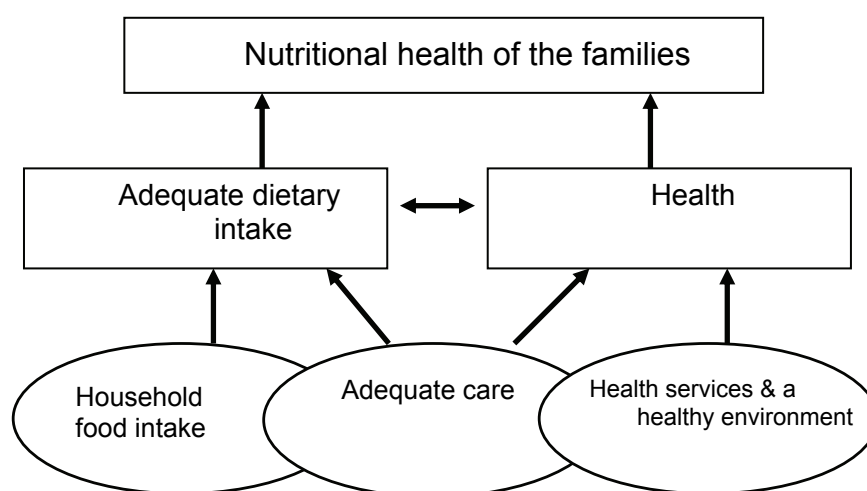 Nutritional health of the families
Adequate dietary
intake
Health
Household
food intake
Adequate care
Health services & a
healthy environment